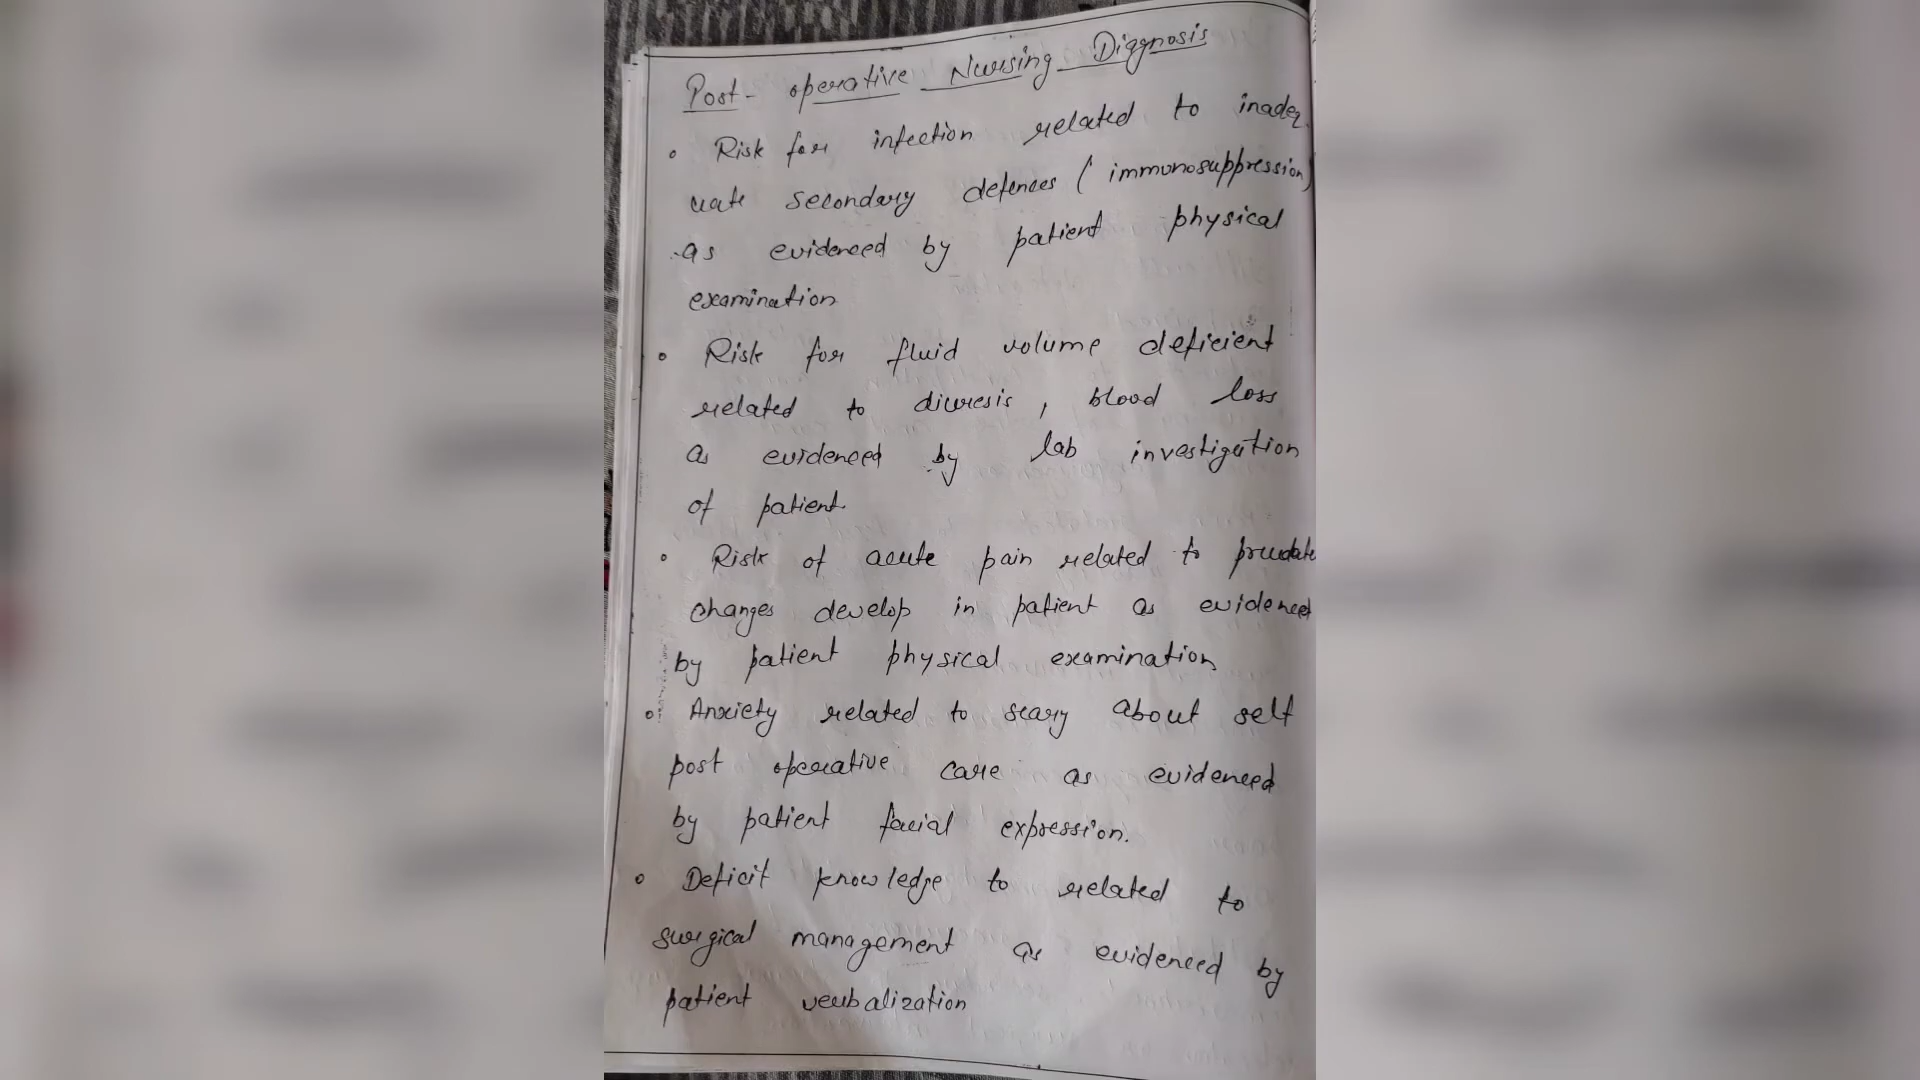 Post- operative Nursing Diagnosis
Risk for infection related to inadeq
uate secondary defences (immunosuppression)
as evidenced by patient physical
examination
Risk for fluid volume deficient
related to diuresis, blood loss
as evidenced by lab investigation
of patient.
Risk of acute pain related to
changes develop in patient as evidenced
by patient physical examination
Anxiety related to scary about self
post operative care as evidenced
by patient facial expression.
Deficit knowledge to related to
surgical management as evidenced by
patient verbalization